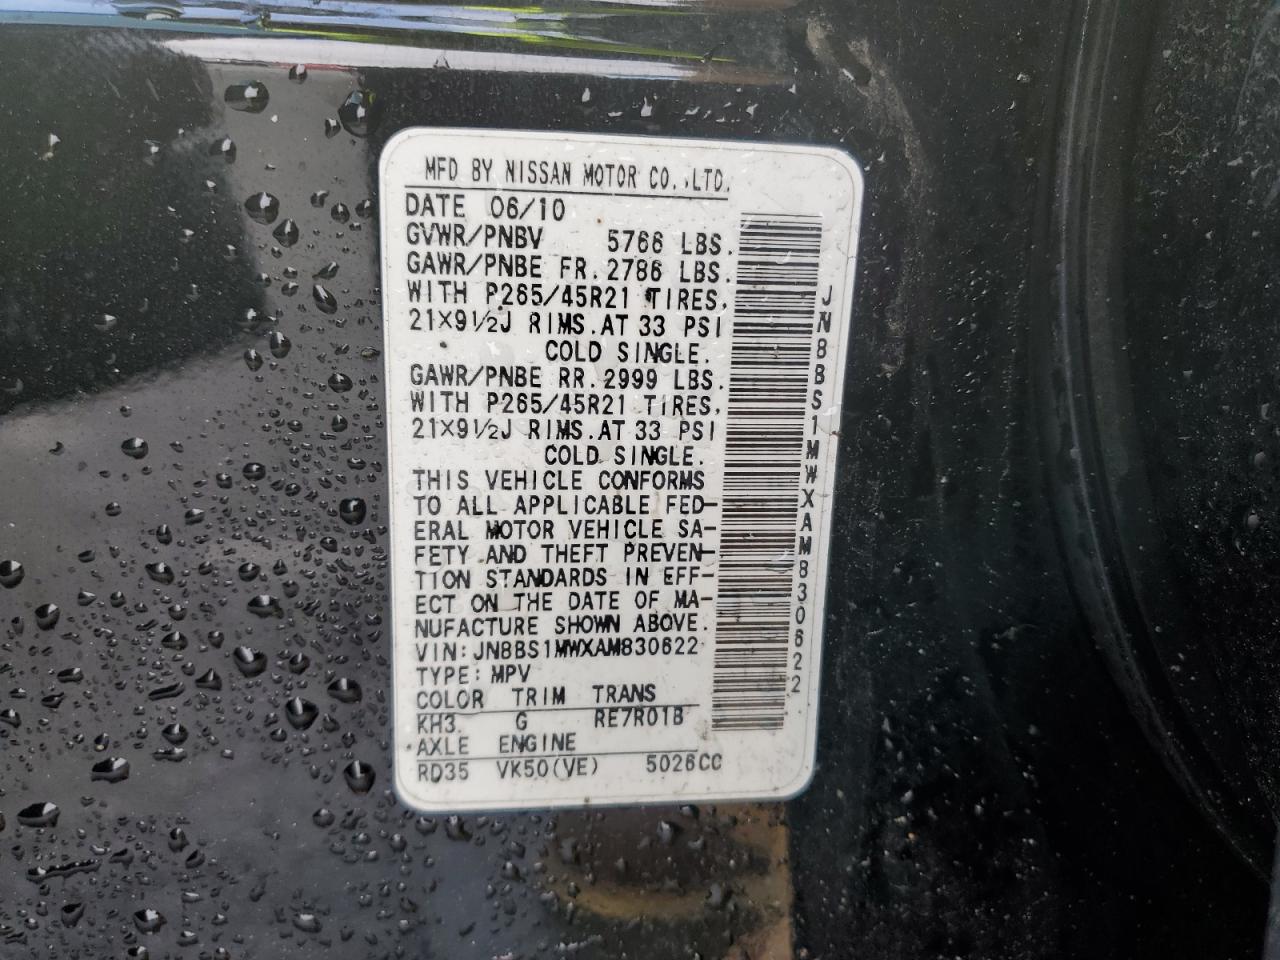 MFD BY NISSAN MOTOR CO.,LTD.
DATE 06/10
GVWR/PNBV 5766 LBS.
GAWR/PNBE FR. 2786 LBS.
WITH P265/45R21 TIRES,
21X9½J RIMS. AT 33 PSI
COLD SINGLE.
GAWR/PNBE RR. 2999 LBS.
WITH P265/45R21 TIRES,
21X9½J RIMS. AT 33 PSI
COLD SINGLE.
THIS VEHICLE CONFORMS
TO ALL APPLICABLE FED-
ERAL MOTOR VEHICLE SA-
FETY AND THEFT PREVEN-
TION STANDARDS IN EFF-
ECT ON THE DATE OF MA-
NUFACTURE SHOWN ABOVE.
VIN: JN8BS1MWXAM830622
TYPE: MPV
COLOR TRIM TRANS
KH3. G RE7R01B
AXLE ENGINE
RD35 VK50(VE) 5026CC
JN8BS1MWXAM830622